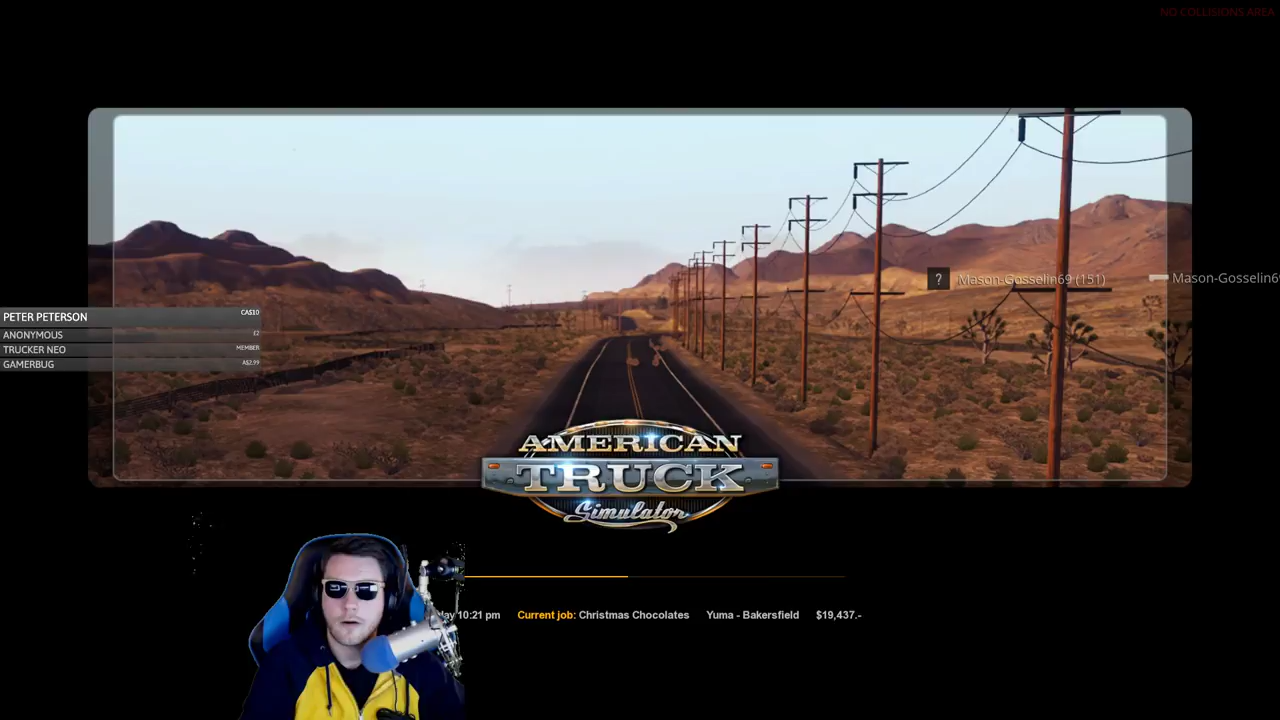 NO COLLISIONS AREA
? Mason-Gosselin69 (151)
Mason-Gosselin69
PETER PETERSON CA$10
ANONYMOUS £2
TRUCKER NEO MEMBER
GAMERBUG A$2.99
AMERICAN
TRUCK
Simulator
10:21 pm Current job: Christmas Chocolates Yuma - Bakersfield $19,437.-